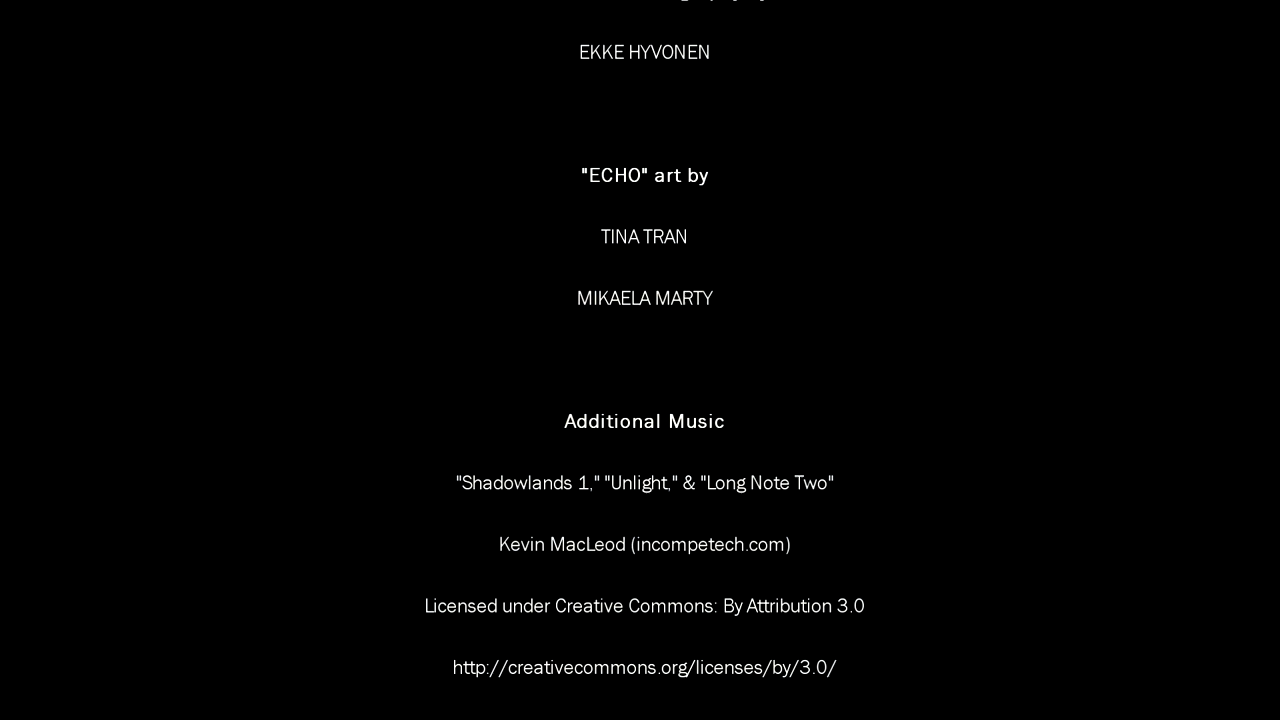 EKKE HYVONEN
"ECHO" art by
TINA TRAN
MIKAELA MARTY
Additional Music
"Shadowlands 1," "Unlight," & "Long Note Two"
Kevin MacLeod (incompetech.com)
Licensed under Creative Commons: By Attribution 3.0
http://creativecommons.org/licenses/by/3.0/